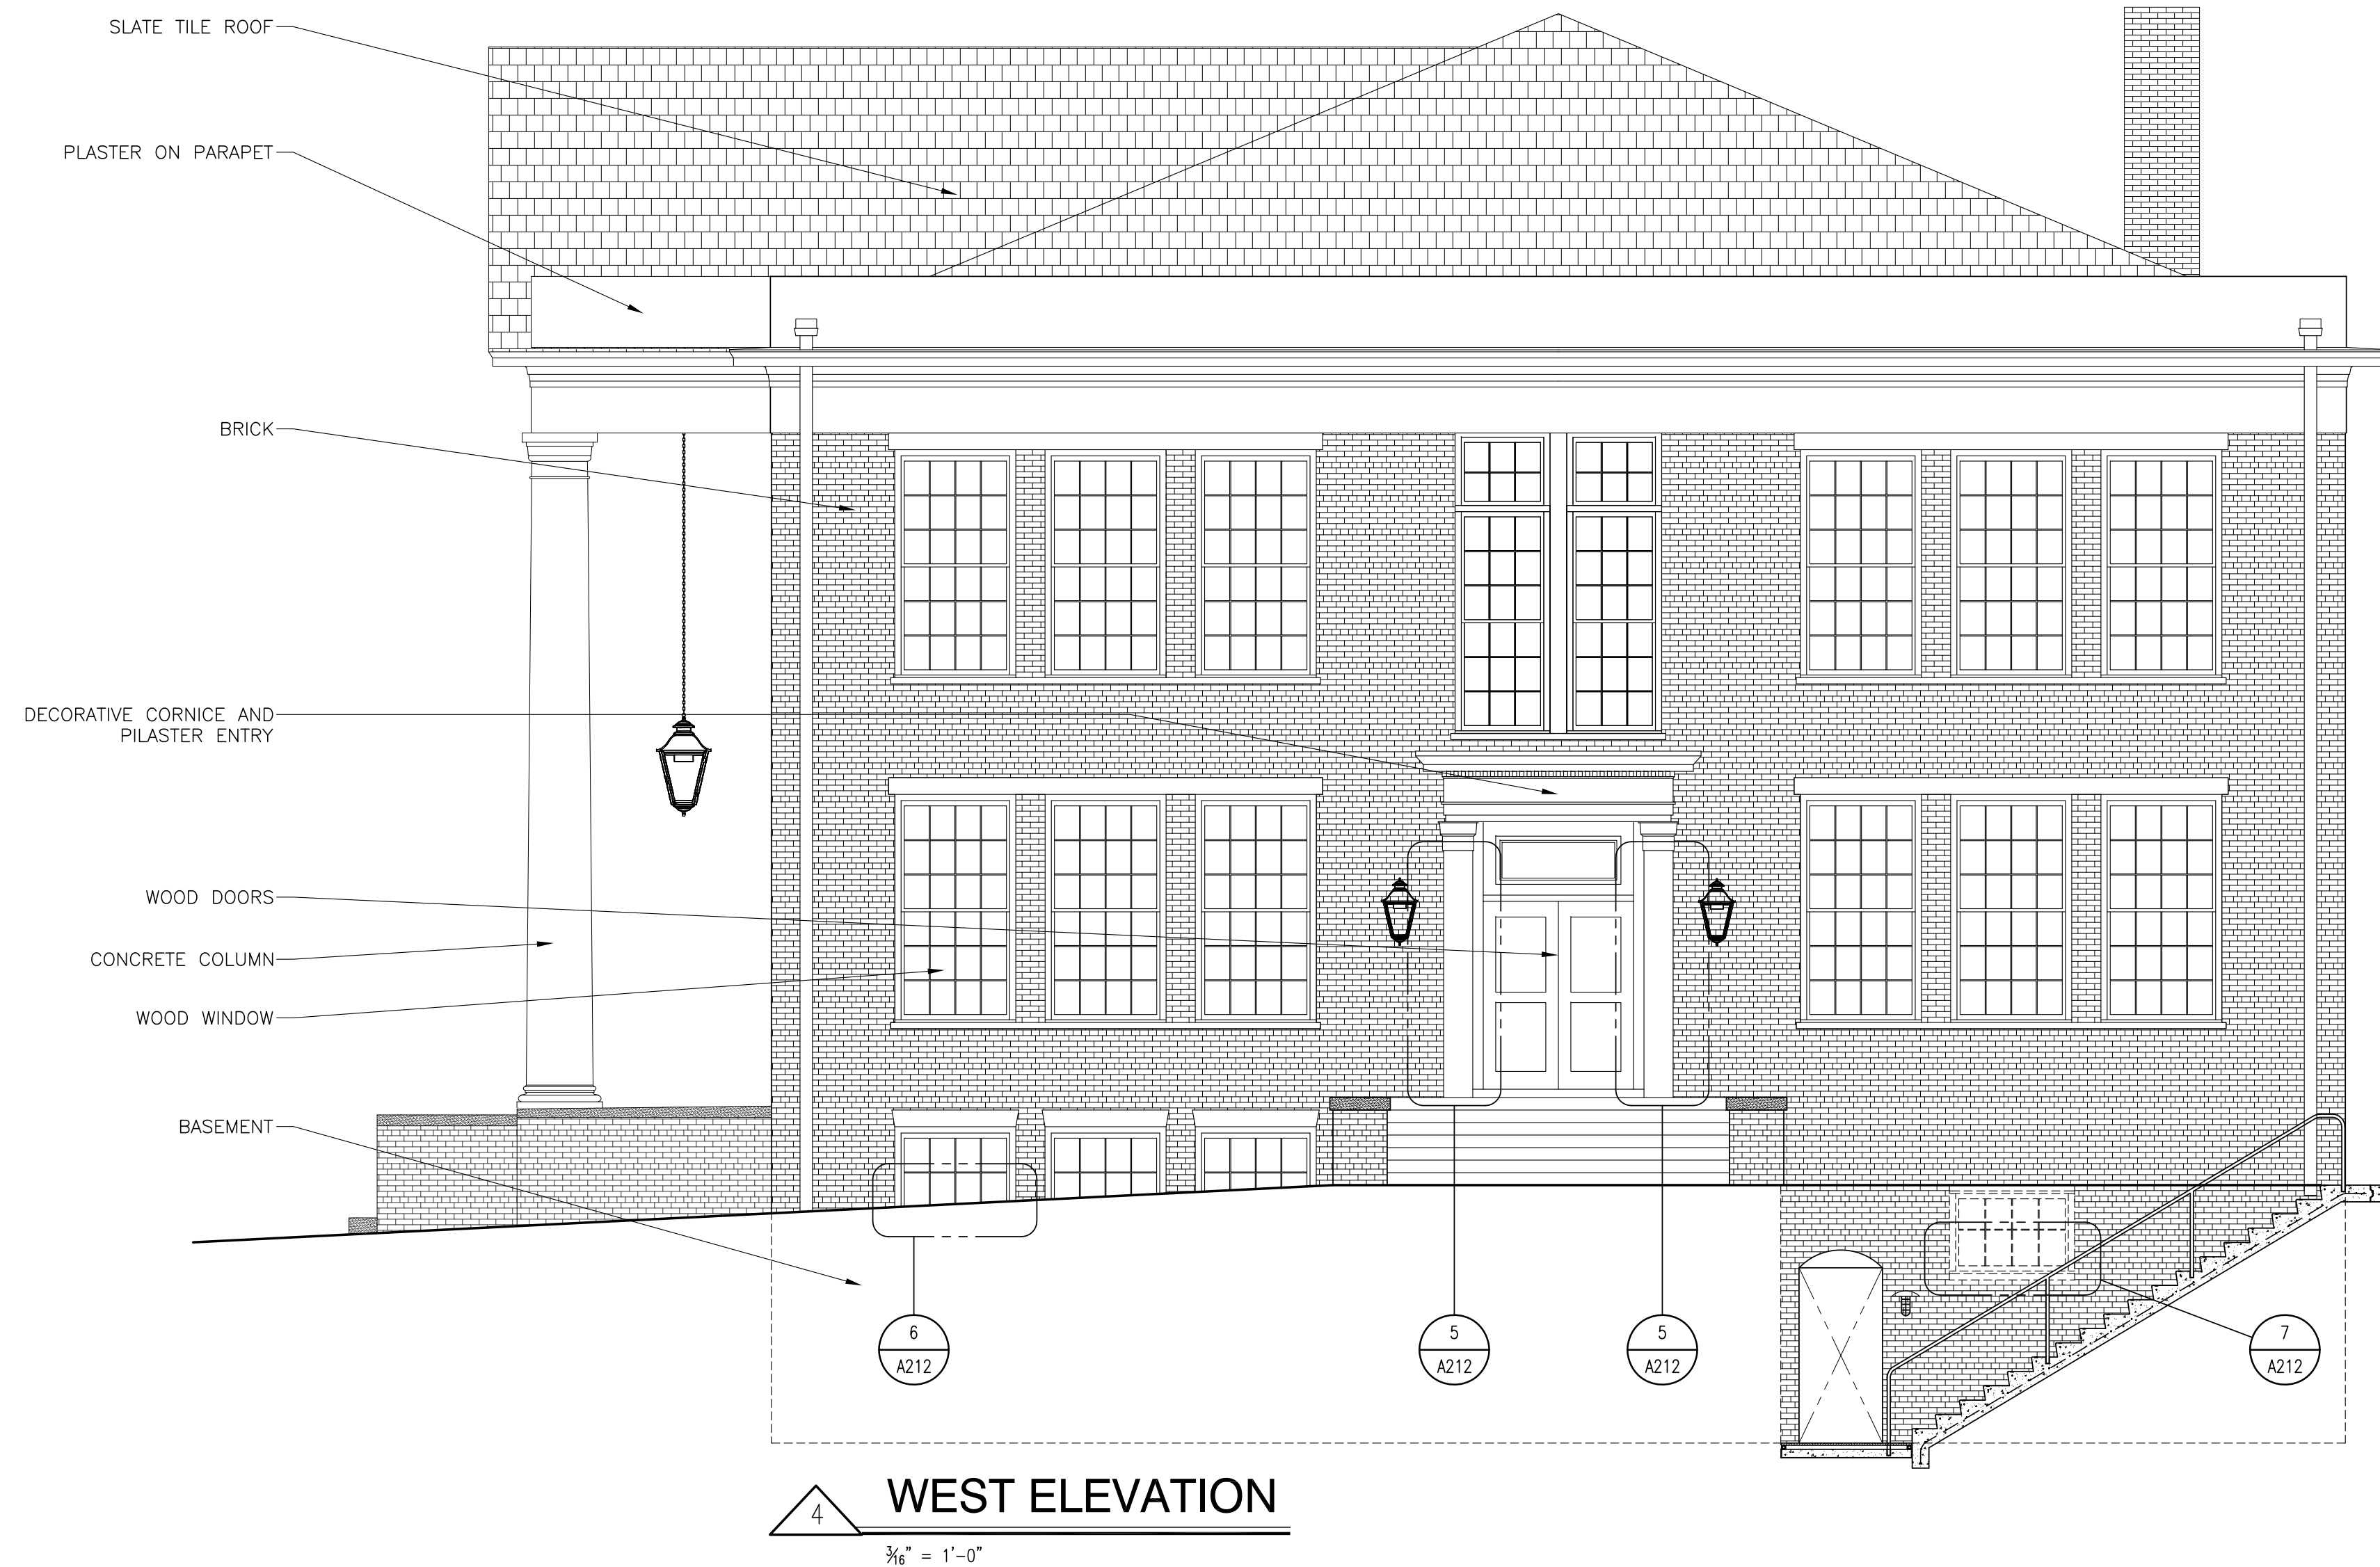 SLATE TILE ROOF
PLASTER ON PARAPET
BRICK
DECORATIVE CORNICE AND
PILASTER ENTRY
WOOD DOORS
CONCRETE COLUMN
WOOD WINDOW
BASEMENT
6
A212
5
A212
5
A212
7
A212
4
WEST ELEVATION
3/16" = 1'-0"